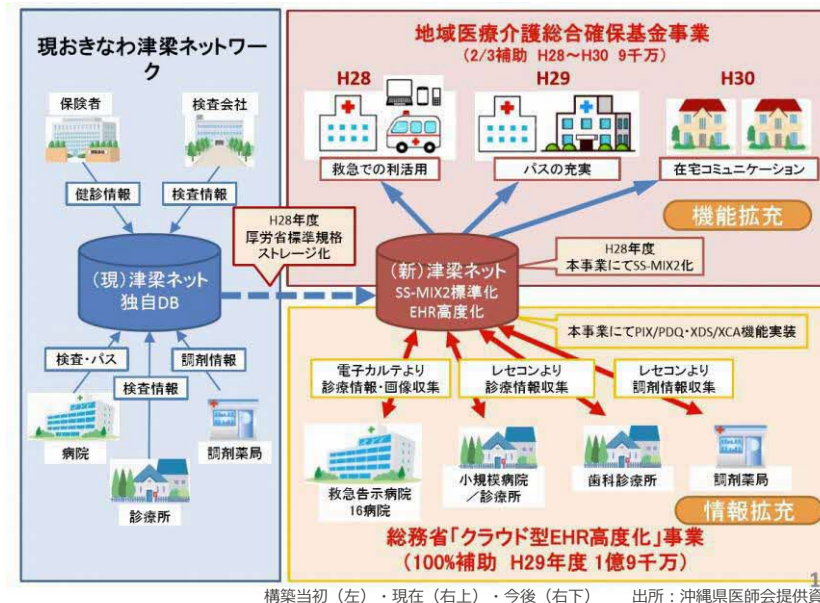 現おきなわ津梁ネットワー
ク
保険者
検査会社
健診情報
検査情報
(現)津梁ネット
独自DB
検査・パス
検査情報
調剤情報
病院
診療所
調剤薬局
H28年度
厚労省標準規格
ストレージ化
地域医療介護総合確保基金事業
(2/3補助 H28～H30 9千万)
H28
H29
H30
救急での利活用
パスの充実
在宅コミュニケーション
機能拡充
(新)津梁ネット
SS-MIX2標準化
EHR高度化
H28年度
本事業にてSS-MIX2化
本事業にてPIX/PDQ・XDS/XCA機能実装
電子カルテより
診療情報・画像収集
レセコンより
診療情報収集
レセコンより
調剤情報収集
救急告示病院
16病院
小規模病院
／診療所
歯科診療所
調剤薬局
情報拡充
総務省「クラウド型EHR高度化」事業
(100%補助 H29年度 1億9千万)
1
構築当初（左）・現在（右上）・今後（右下） 出所：沖縄県医師会提供資